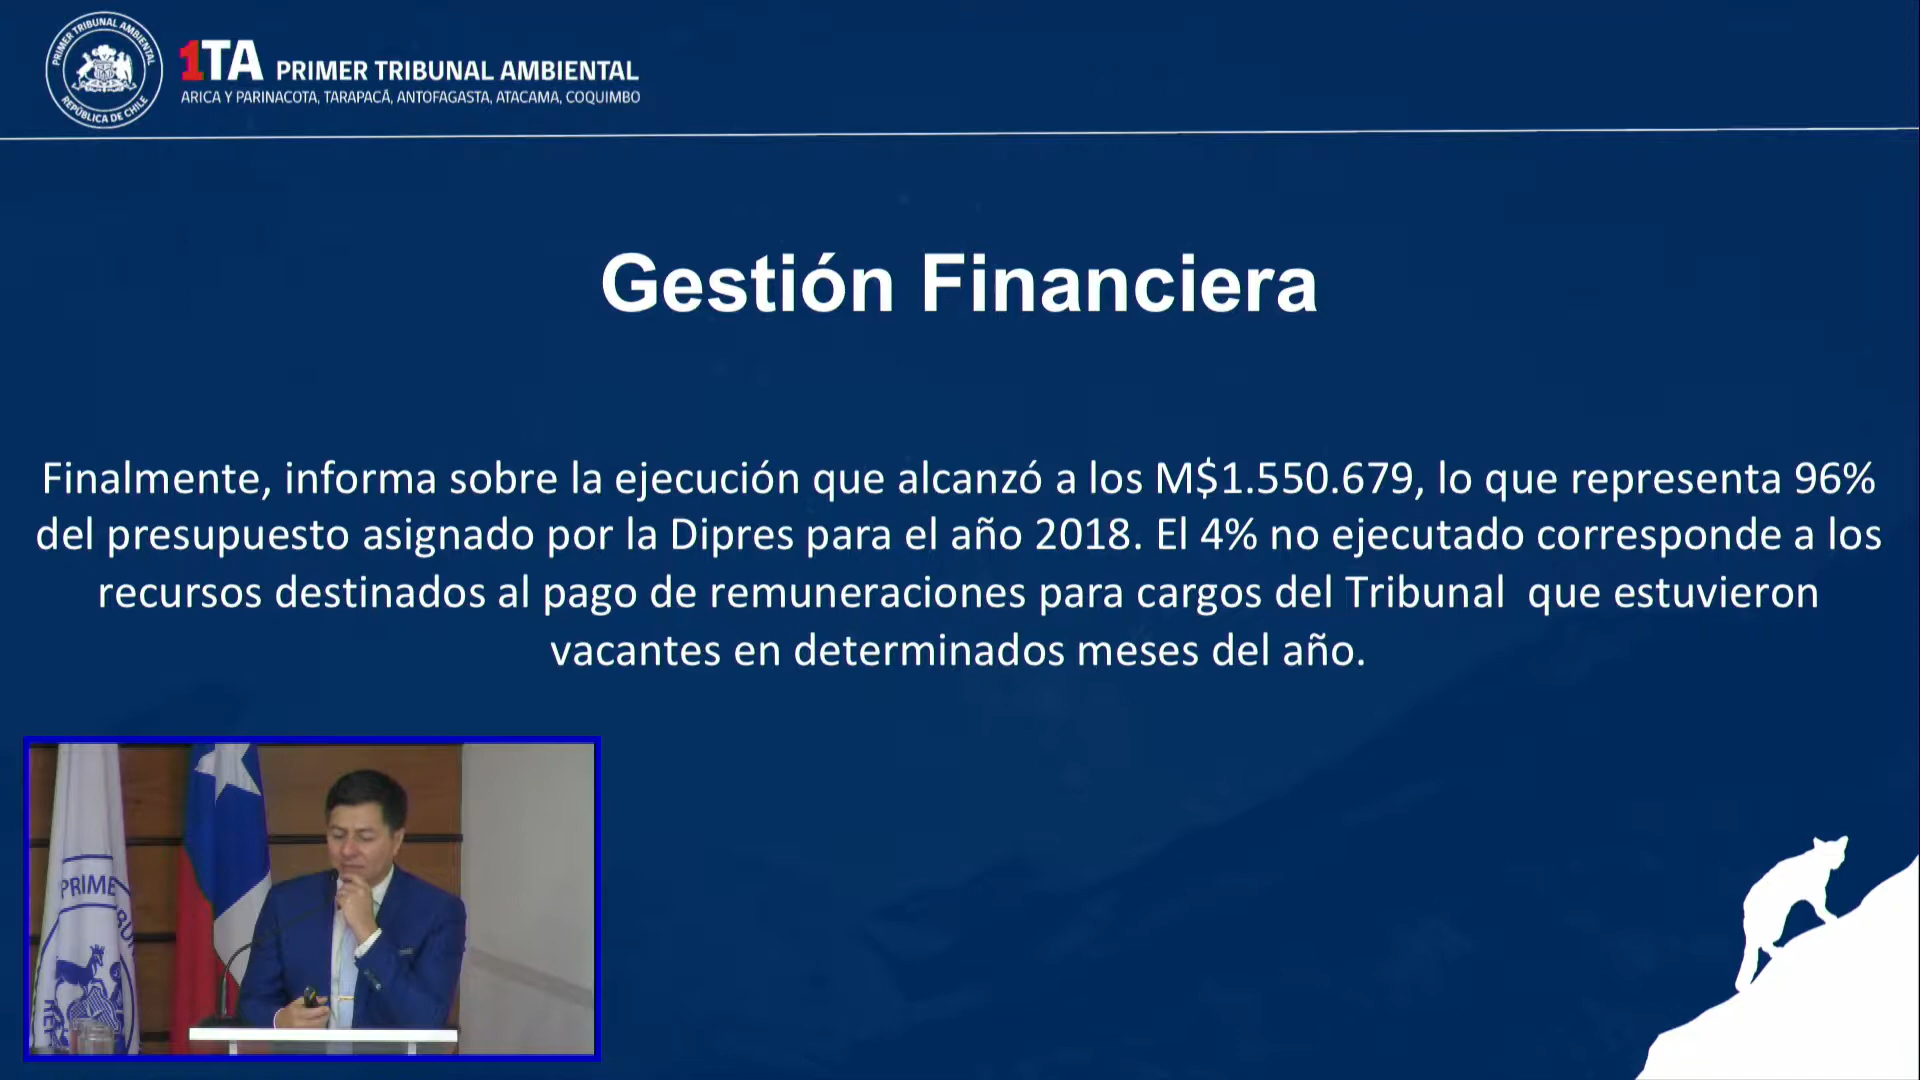 PRIMER TRIBUNAL AMBIENTAL
REPÚBLICA DE CHILE
1TA PRIMER TRIBUNAL AMBIENTAL
ARICA Y PARINACOTA, TARAPACÁ, ANTOFAGASTA, ATACAMA, COQUIMBO
Gestión Financiera
Finalmente, informa sobre la ejecución que alcanzó a los M$1.550.679, lo que representa 96%
del presupuesto asignado por la Dipres para el año 2018. El 4% no ejecutado corresponde a los
recursos destinados al pago de remuneraciones para cargos del Tribunal que estuvieron
vacantes en determinados meses del año.
PRIME